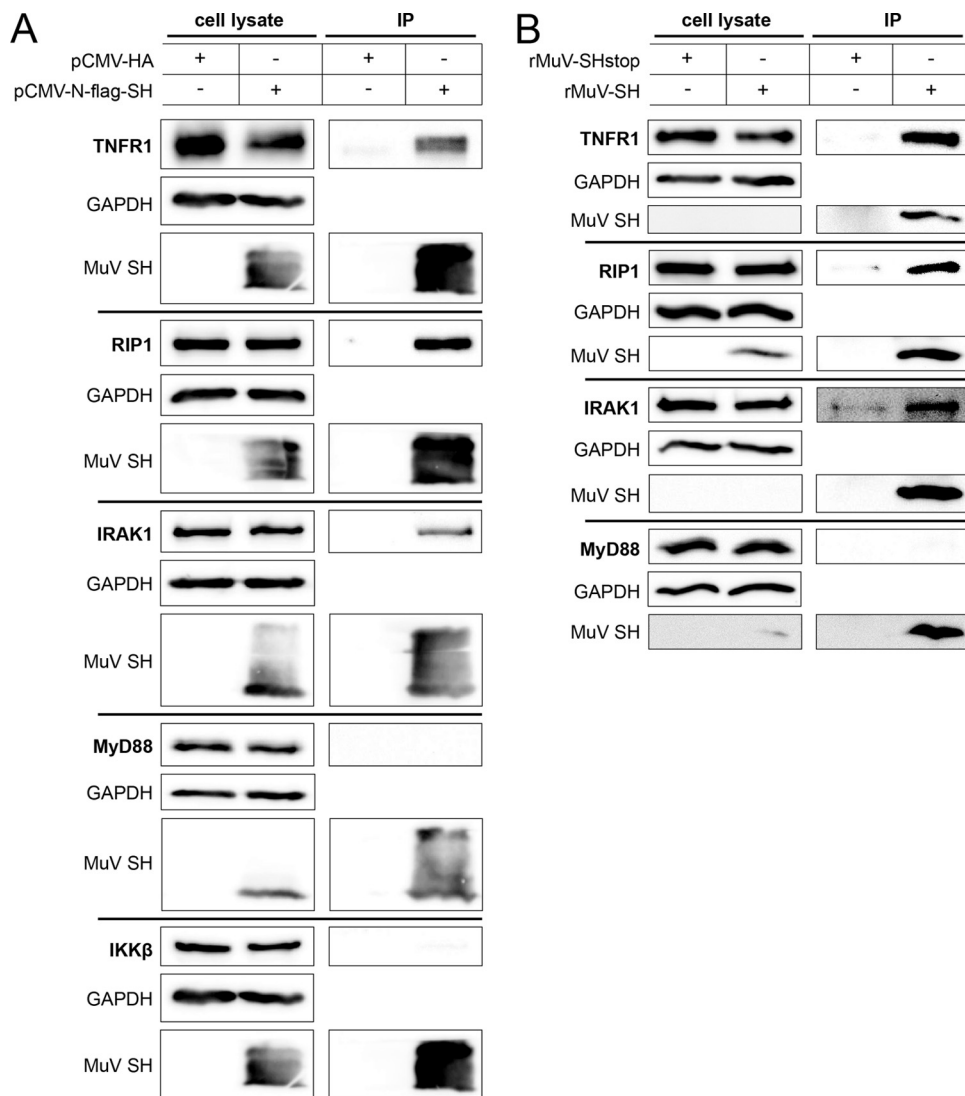 A
cell lysate IP
pCMV-HA + - + -
pCMV-N-flag-SH - + - +
TNFR1
GAPDH
MuV SH
RIP1
GAPDH
MuV SH
IRAK1
GAPDH
MuV SH
MyD88
GAPDH
MuV SH
IKKβ
GAPDH
MuV SH
B
cell lysate IP
rMuV-SHstop + - + -
rMuV-SH - + - +
TNFR1
GAPDH
MuV SH
RIP1
GAPDH
MuV SH
IRAK1
GAPDH
MuV SH
MyD88
GAPDH
MuV SH